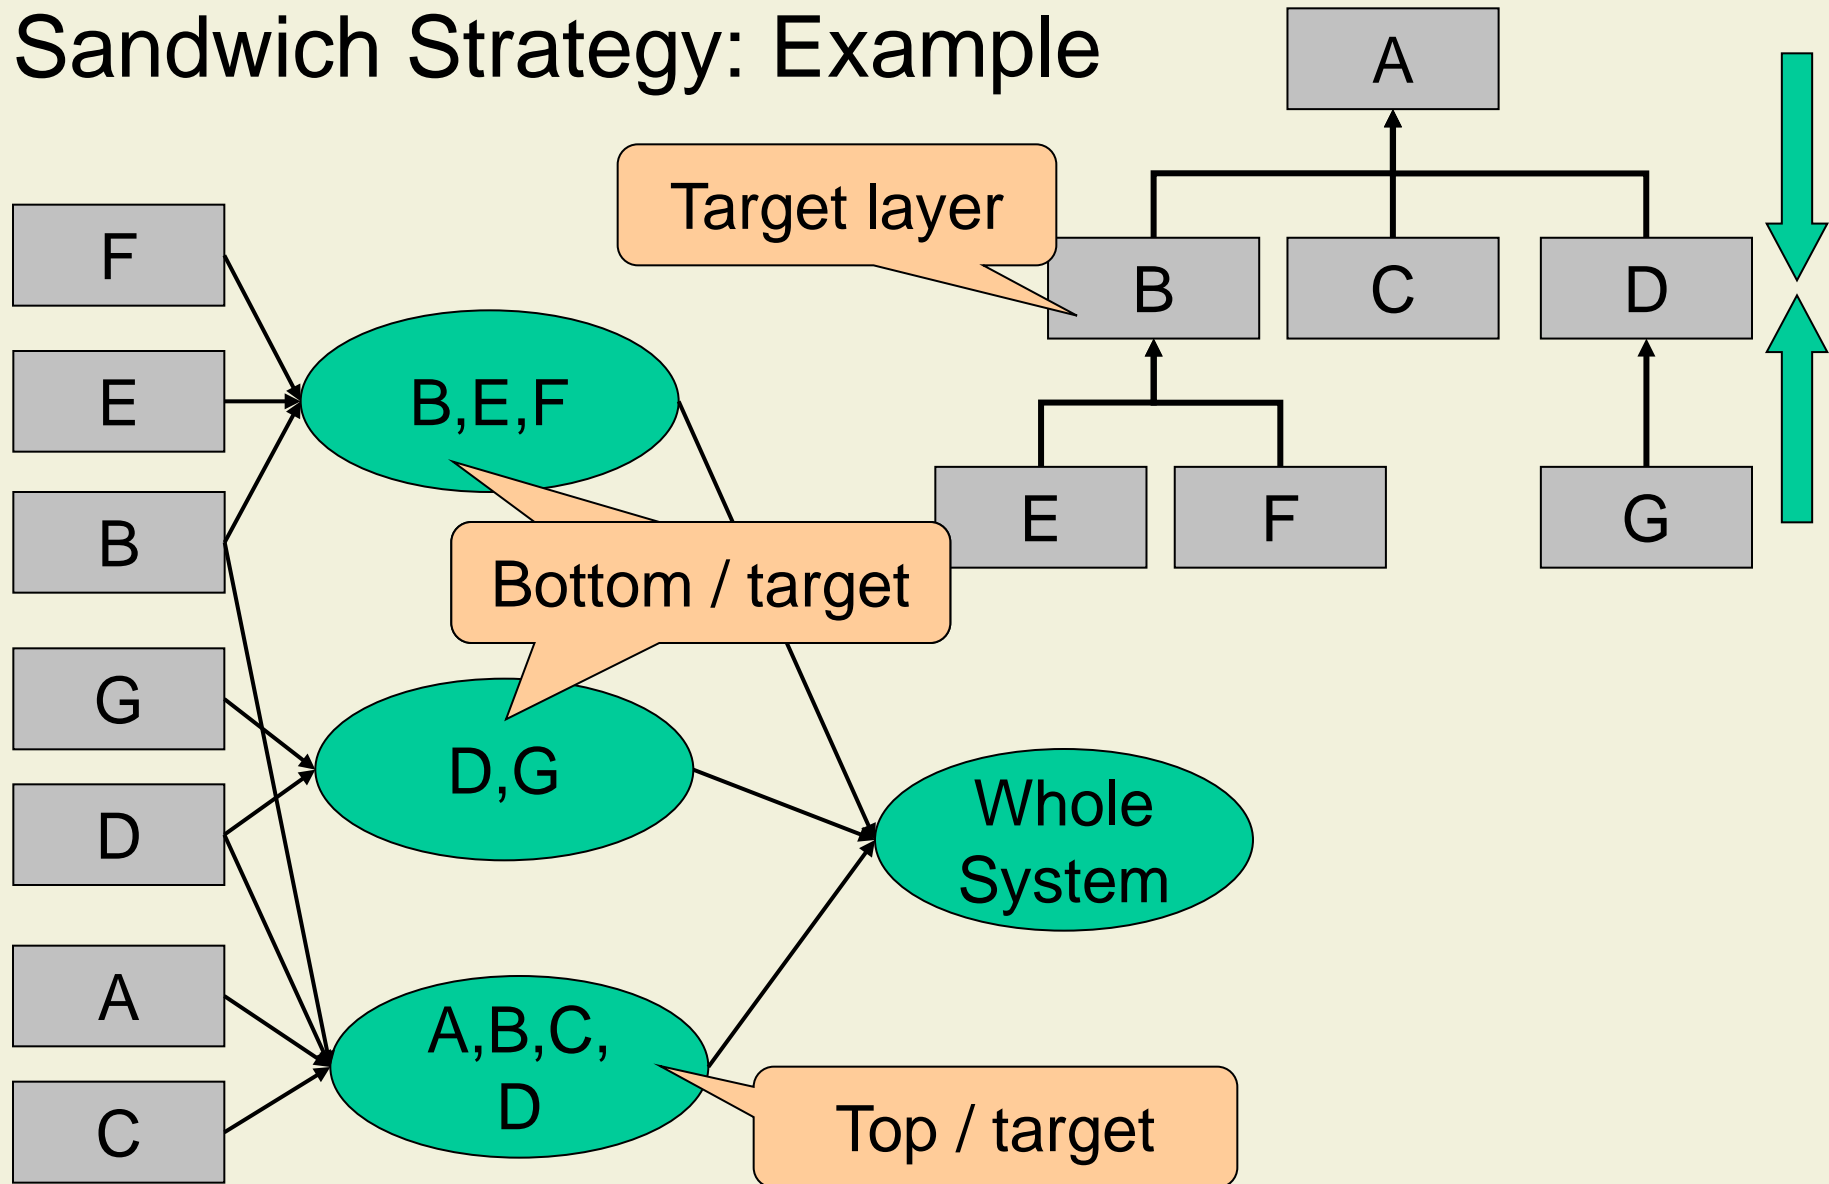 Sandwich Strategy: Example
A
Target layer
B
C
D
E
F
G
F
E
B
G
D
A
C
B,E,F
Bottom / target
D,G
Whole
System
A,B,C,
D
Top / target